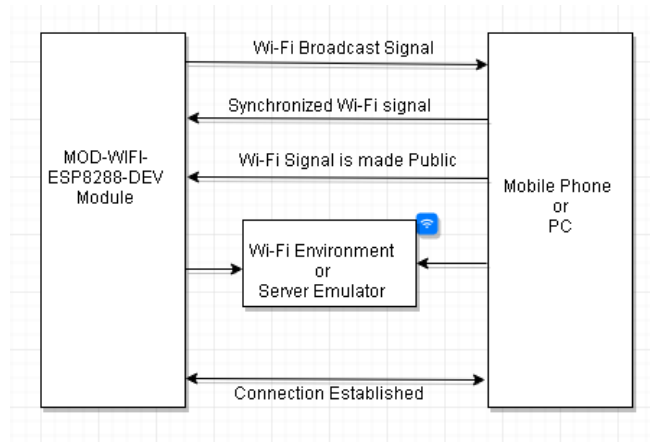 Wi-Fi Broadcast Signal
Synchronized Wi-Fi signal
Wi-Fi Signal is made Public
MOD-WIFI-
ESP8288-DEV
Module
Mobile Phone
or
PC
Wi-Fi Environment
or
Server Emulator
Connection Established